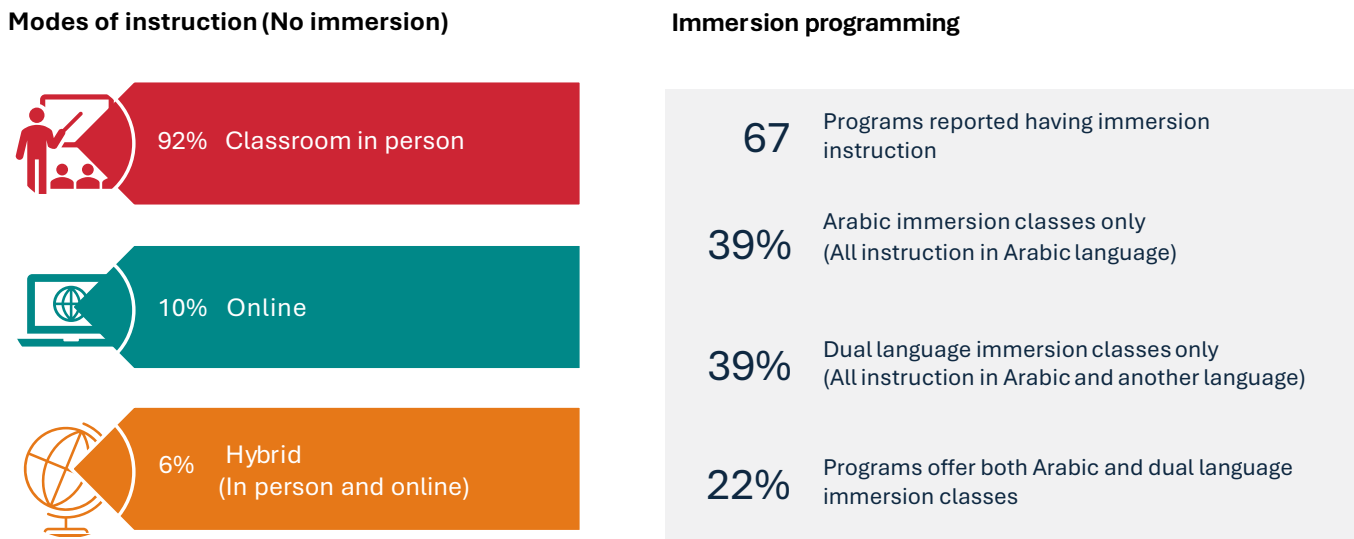 Modes of instruction (No immersion)
92% Classroom in person
10% Online
6% Hybrid
(In person and online)
Immersion programming
67 Programs reported having immersion
instruction
39% Arabic immersion classes only
(All instruction in Arabic language)
39% Dual language immersion classes only
(All instruction in Arabic and another language)
22% Programs offer both Arabic and dual language
immersion classes